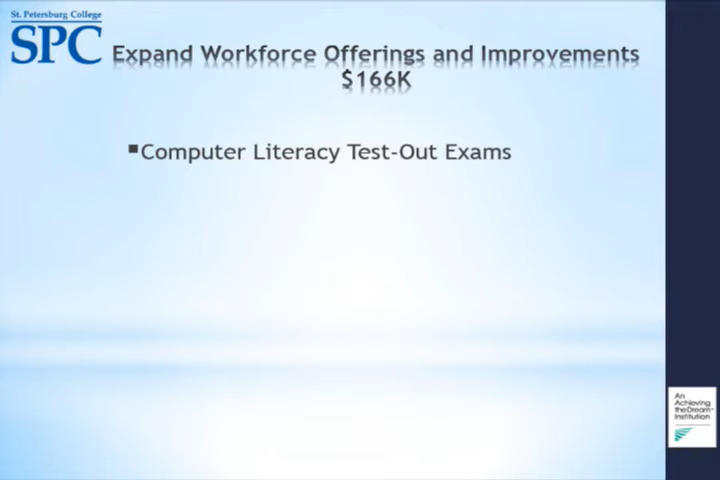 St. Petersburg College
SPC
Expand Workforce Offerings and Improvements
$166K
▪Computer Literacy Test-Out Exams
An
Achieving
the Dream™
Institution